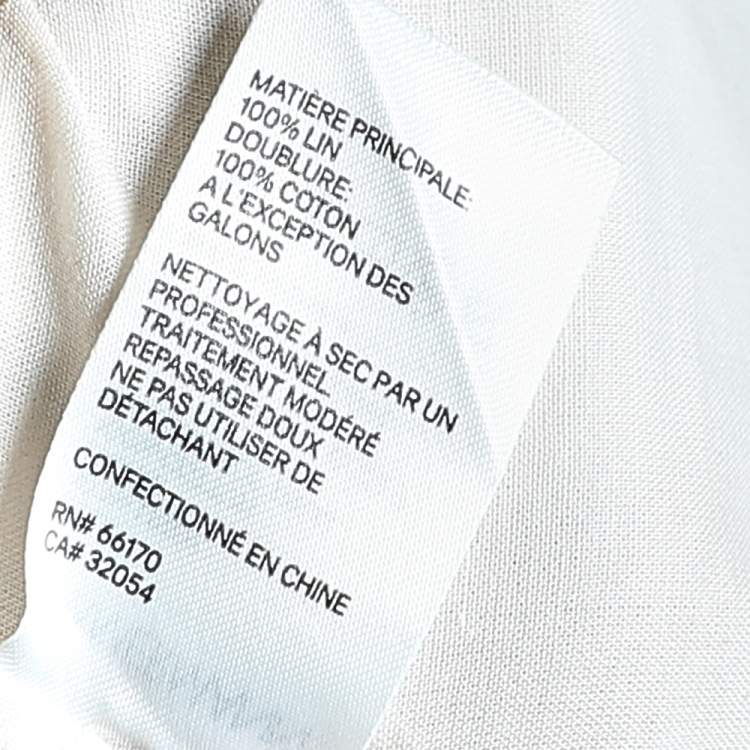 MATIÈRE PRINCIPALE:
100% LIN
DOUBLURE:
100% COTON
A L'EXCEPTION DES
GALONS
NETTOYAGE À SEC PAR UN
PROFESSIONNEL
TRAITEMENT MODÉRÉ
REPASSAGE DOUX
NE PAS UTILISER DE
DÉTACHANT
CONFECTIONNÉ EN CHINE
RN# 66170
CA# 32054